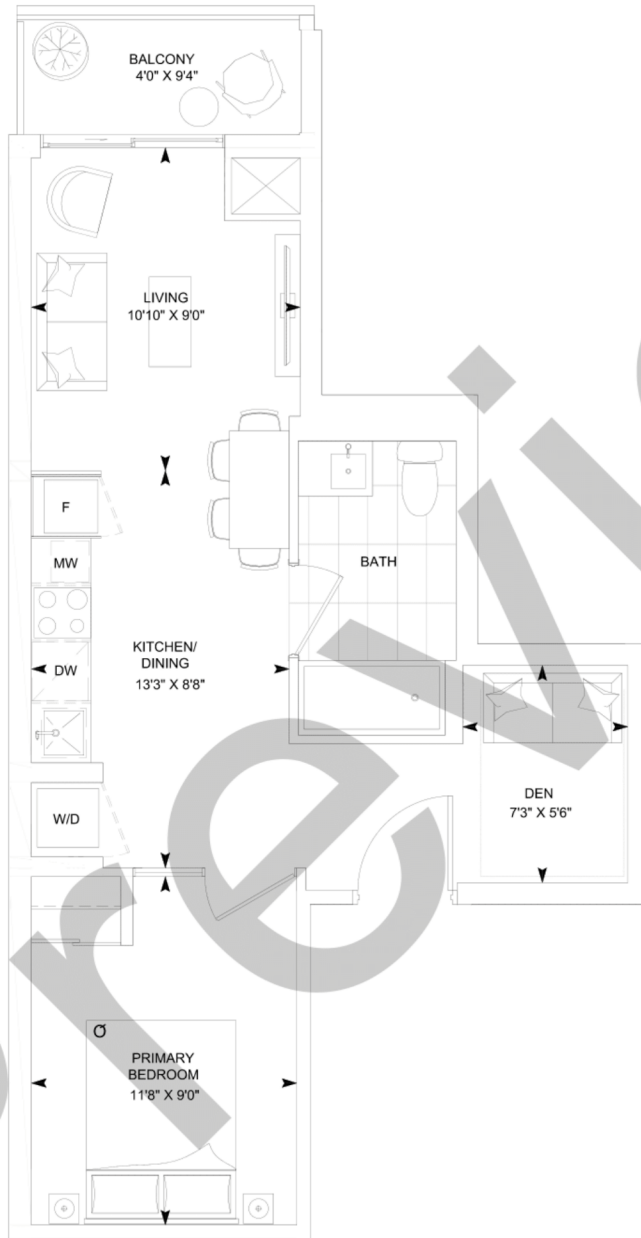 BALCONY
4'0" X 9'4"
LIVING
10'10" X 9'0"
F
MW
BATH
KITCHEN/
DINING
13'3" X 8'8"
DW
DEN
7'3" X 5'6"
W/D
PRIMARY
BEDROOM
11'8" X 9'0"